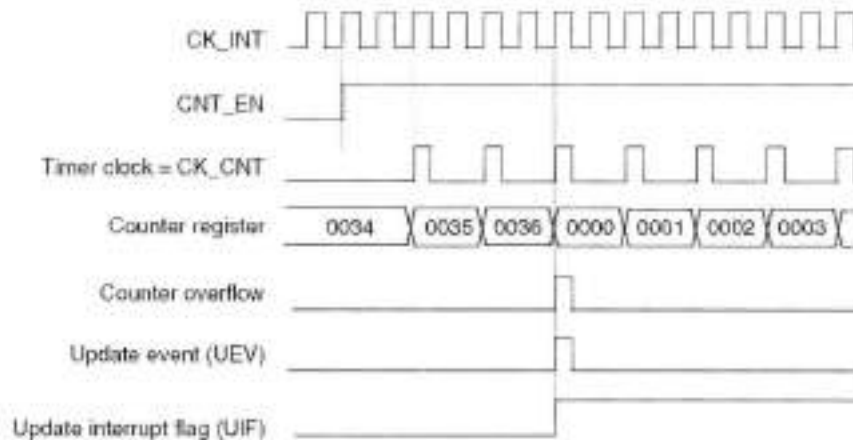 CK_INT
CNT_EN
Timer clock = CK_CNT
Counter register 0034 0035 0036 0000 0001 0002 0003
Counter overflow
Update event (UEV)
Update interrupt flag (UIF)